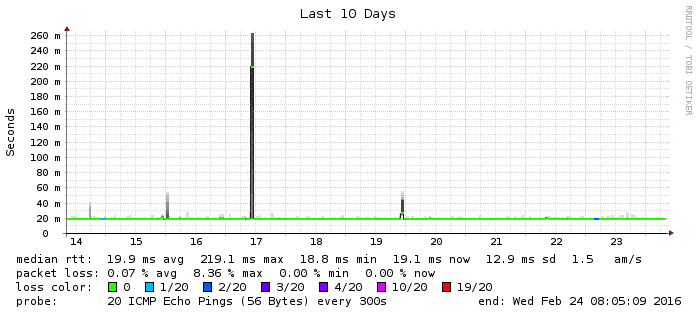 Last 10 Days
RRDTOOL / TOBI OETIKER
Seconds
260 m
240 m
220 m
200 m
180 m
160 m
140 m
120 m
100 m
80 m
60 m
40 m
20 m
0
14 15 16 17 18 19 20 21 22 23
median rtt: 19.9 ms avg 219.1 ms max 18.8 ms min 19.1 ms now 12.9 ms sd 1.5 am/s
packet loss: 0.07 % avg 8.36 % max 0.00 % min 0.00 % now
loss color: 0 1/20 2/20 3/20 4/20 10/20 19/20
probe: 20 ICMP Echo Pings (56 Bytes) every 300s end: Wed Feb 24 08:05:09 2016